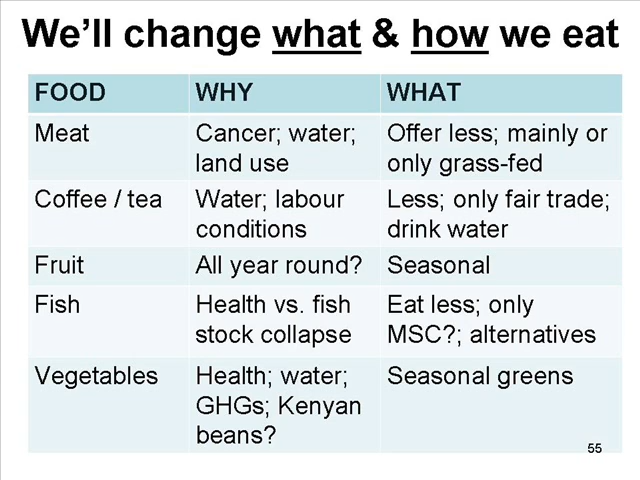 We'll change what & how we eat
FOOD WHY WHAT
Meat Cancer; water; Offer less; mainly or
land use only grass-fed
Coffee / tea Water; labour Less; only fair trade;
conditions drink water
Fruit All year round? Seasonal
Fish Health vs. fish Eat less; only
stock collapse MSC?; alternatives
Vegetables Health; water; Seasonal greens
GHGs; Kenyan
beans?
55